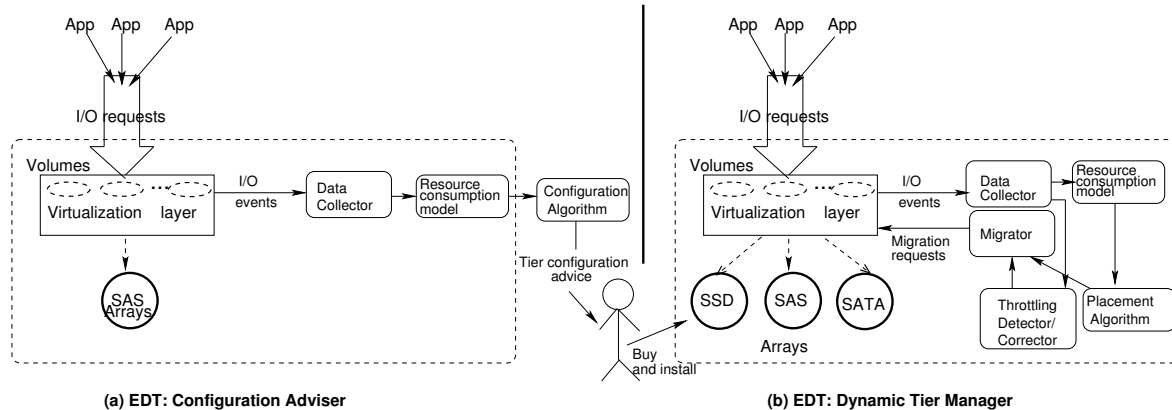 App App App
I/O requests
Volumes
...
Virtualization layer
I/O
events
Data
Collector
Resource
consumption
model
Configuration
Algorithm
SAS
Arrays
Tier configuration
advice
Buy
and install
(a) EDT: Configuration Adviser
App App App
I/O requests
Volumes
...
Virtualization layer
I/O
events
Data
Collector
Resource
consumption
model
Migration
requests
Migrator
SSD
SAS
SATA
Arrays
Throttling
Detector/
Corrector
Placement
Algorithm
(b) EDT: Dynamic Tier Manager